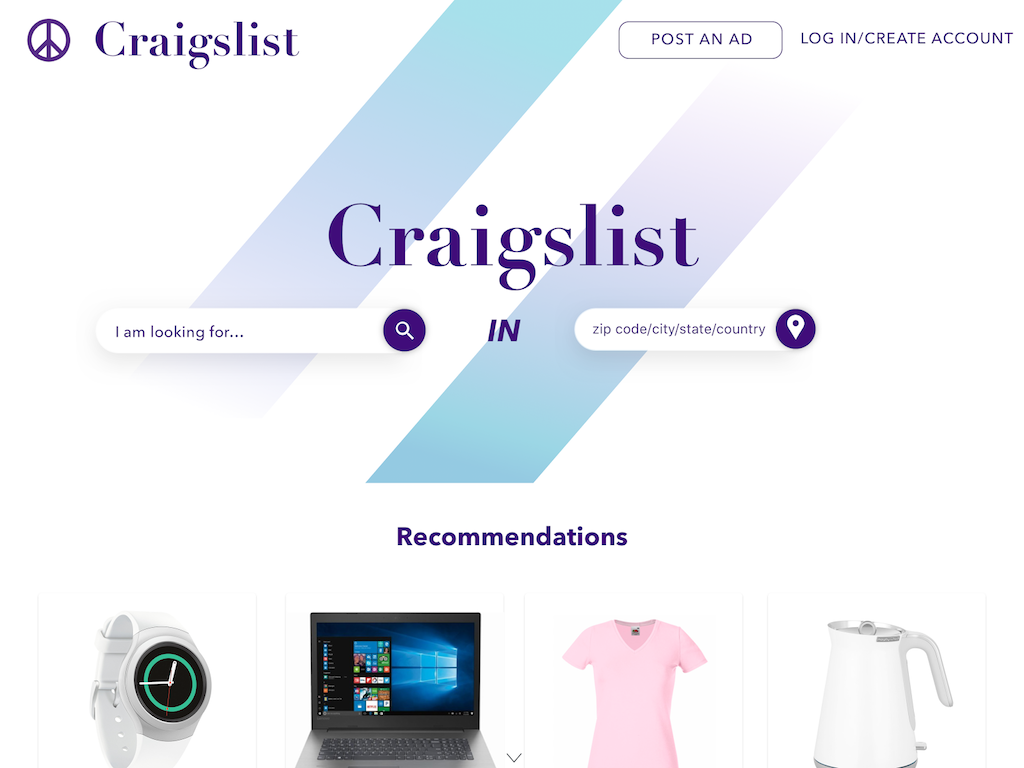 Craigslist
POST AN AD
LOG IN/CREATE ACCOUNT
Craigslist
I am looking for...
IN
zip code/city/state/country
Recommendations